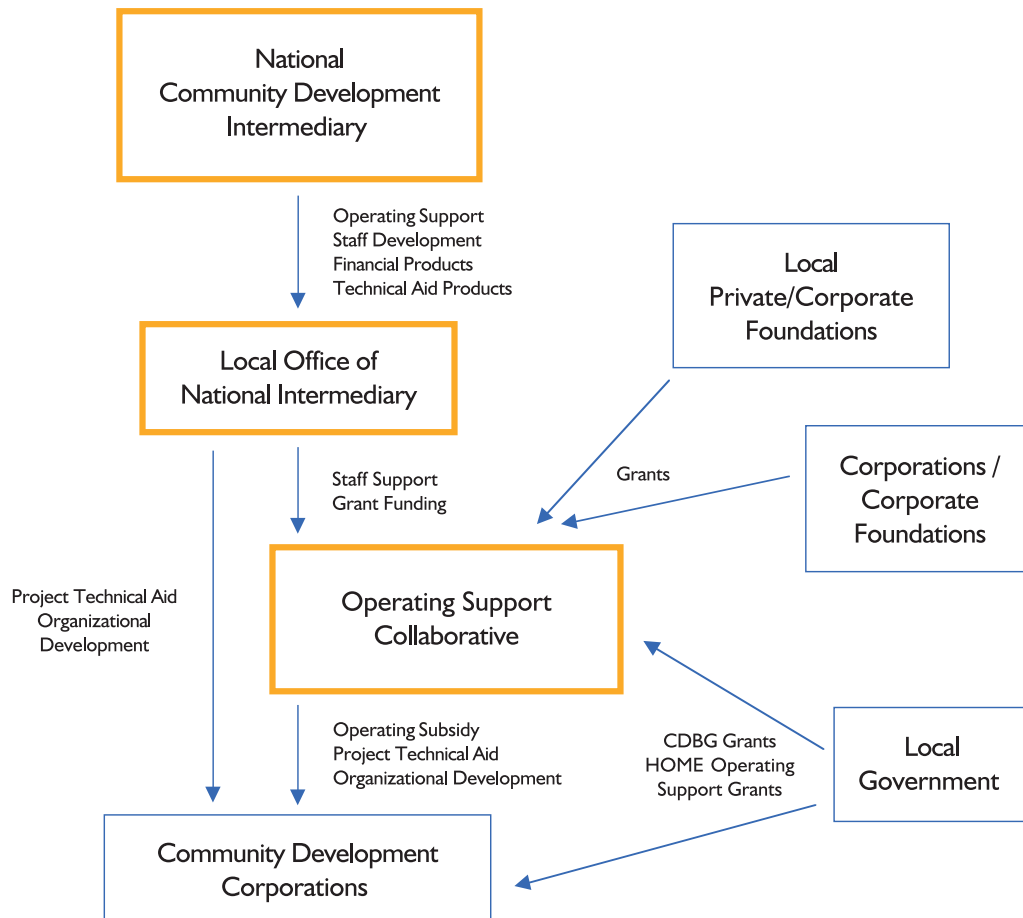 National
Community Development
Intermediary
Operating Support
Staff Development
Financial Products
Technical Aid Products
Local
Private/Corporate
Foundations
Local Office of
National Intermediary
Staff Support
Grant Funding
Grants
Corporations /
Corporate
Foundations
Project Technical Aid
Organizational
Development
Operating Support
Collaborative
Operating Subsidy
Project Technical Aid
Organizational Development
CDBG Grants
HOME Operating
Support Grants
Local
Government
Community Development
Corporations